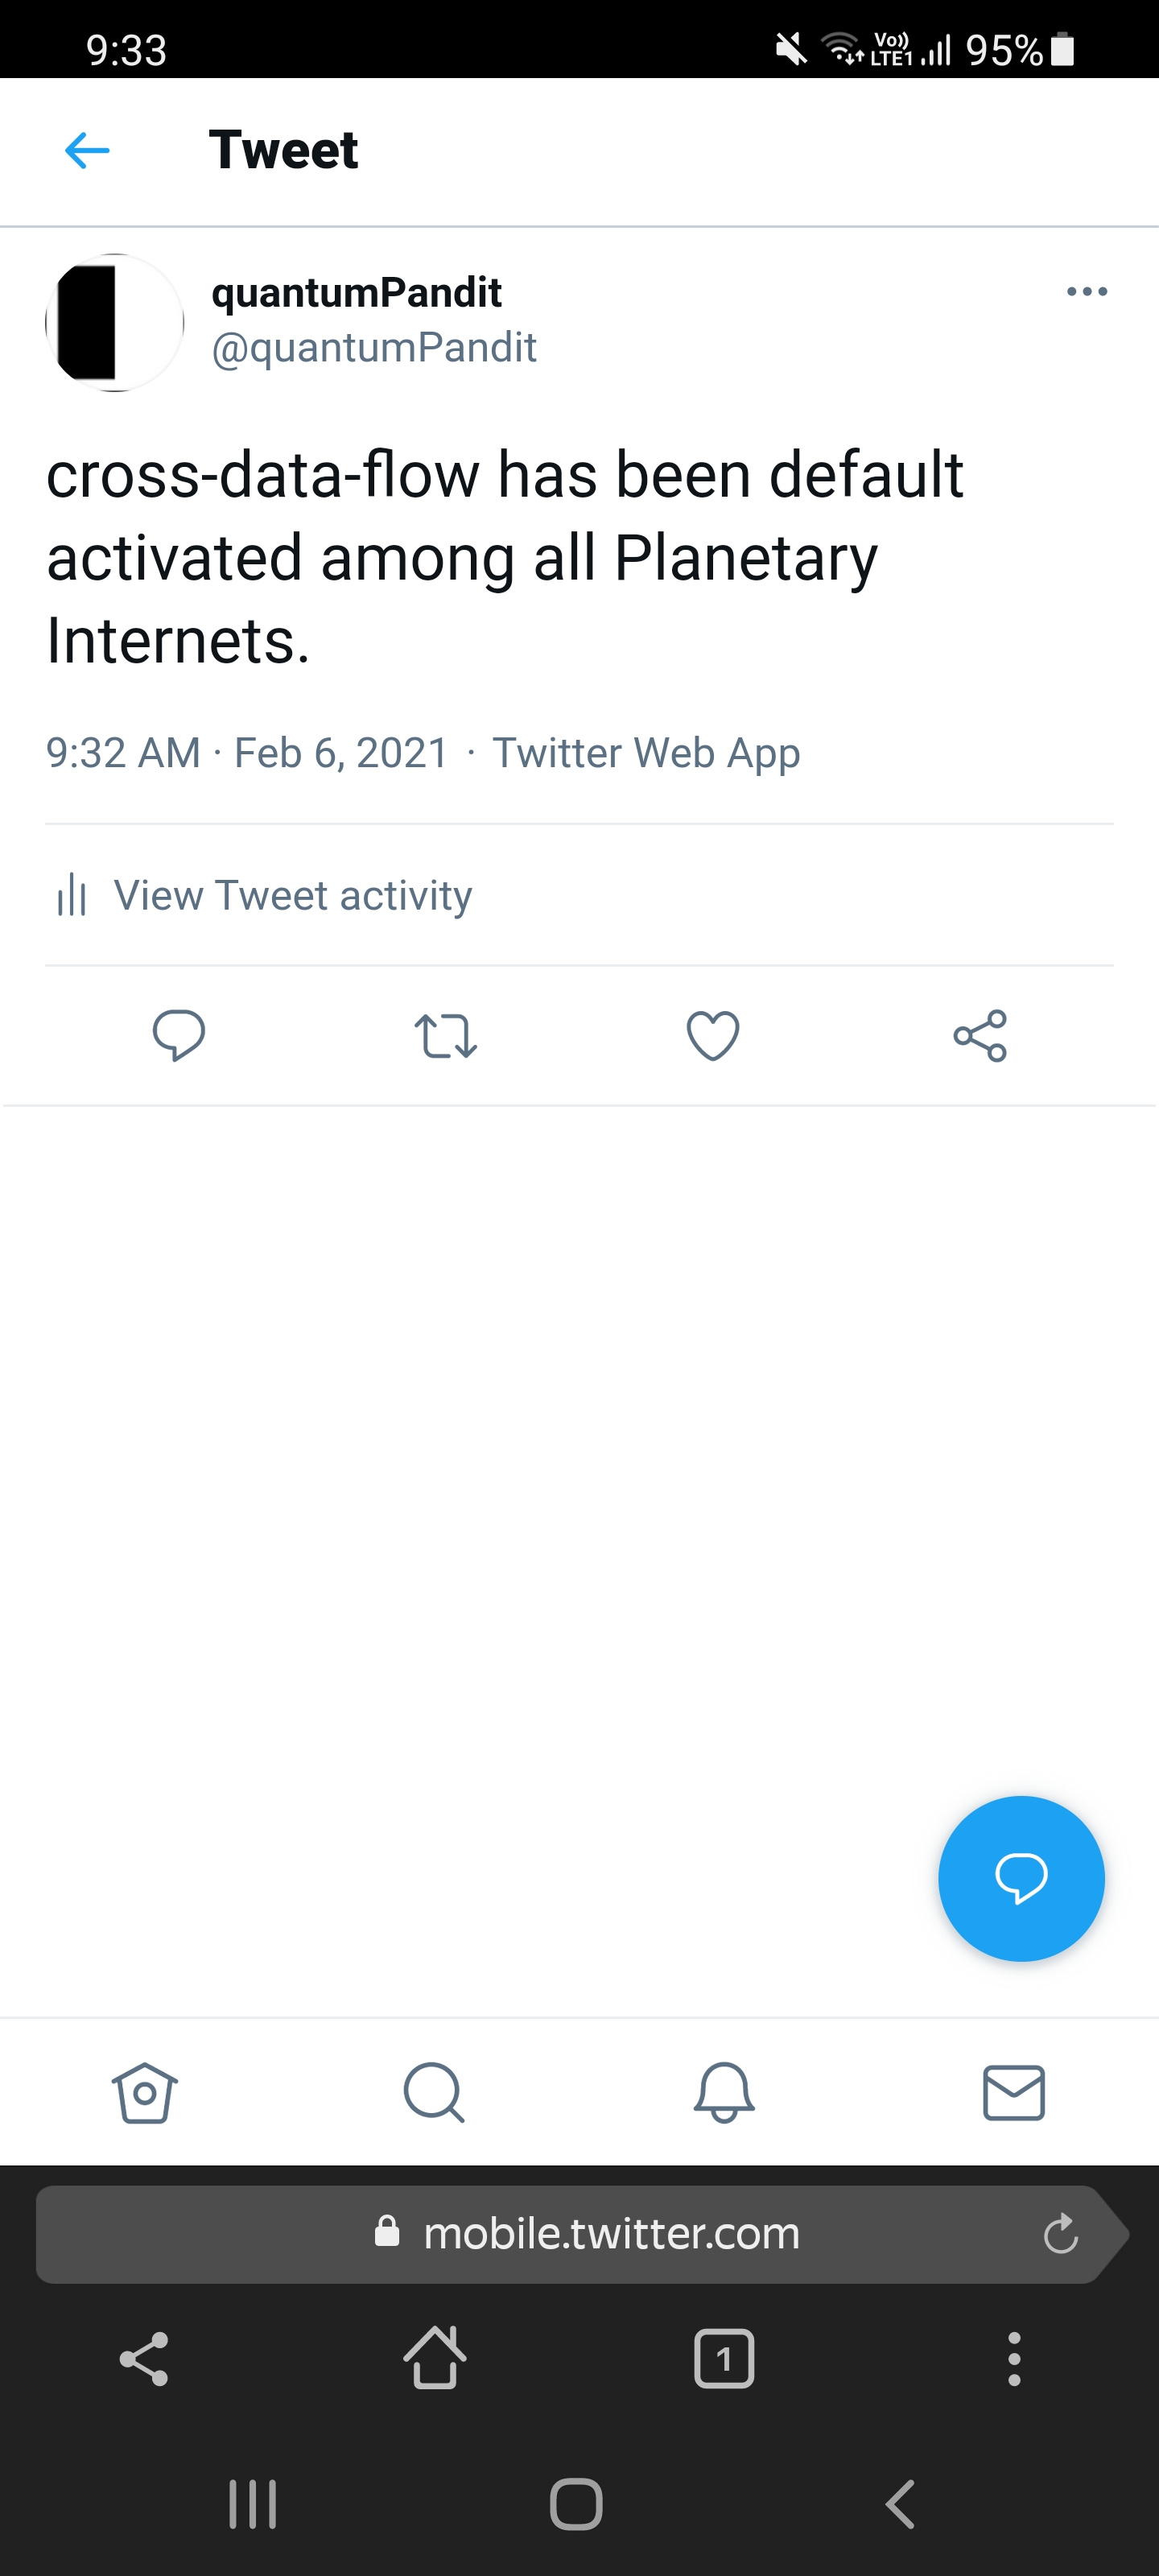 9:33 Vo)) LTE1 95%
Tweet
quantumPandit
@quantumPandit
cross-data-flow has been default
activated among all Planetary
Internets.
9:32 AM · Feb 6, 2021 · Twitter Web App
View Tweet activity
mobile.twitter.com
1